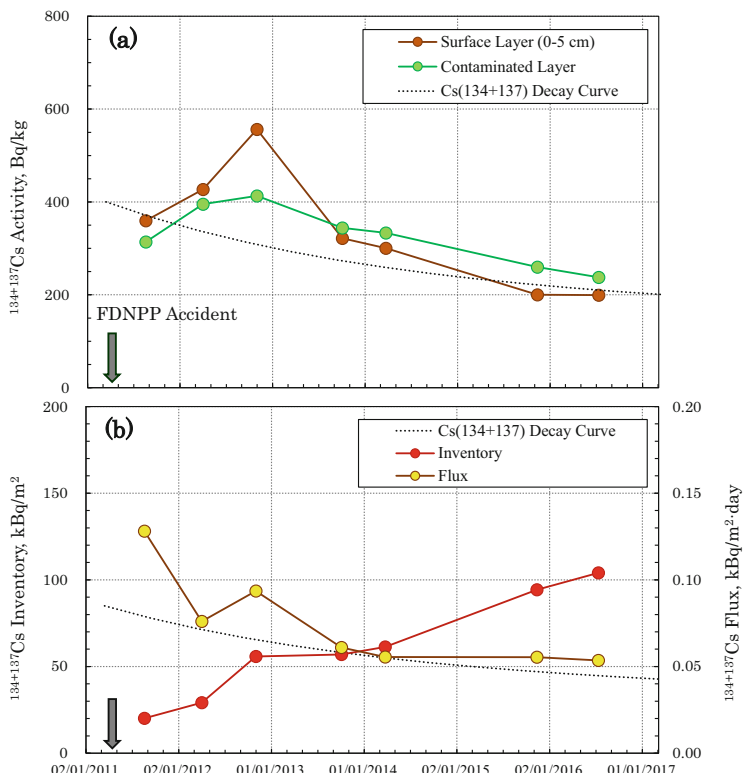 800
(a)
Surface Layer (0-5 cm)
Contaminated Layer
Cs(134+137) Decay Curve
600
400
200
0
¹³⁴⁺¹³⁷Cs Activity, Bq/kg
FDNPP Accident
200
0.20
(b)
Cs(134+137) Decay Curve
Inventory
Flux
150
0.15
100
0.10
50
0.05
0
0.00
¹³⁴⁺¹³⁷Cs Inventory, kBq/m²
¹³⁴⁺¹³⁷Cs Flux, kBq/m²·day
02/01/2011 02/01/2012 01/01/2013 01/01/2014 02/01/2015 02/01/2016 01/01/2017